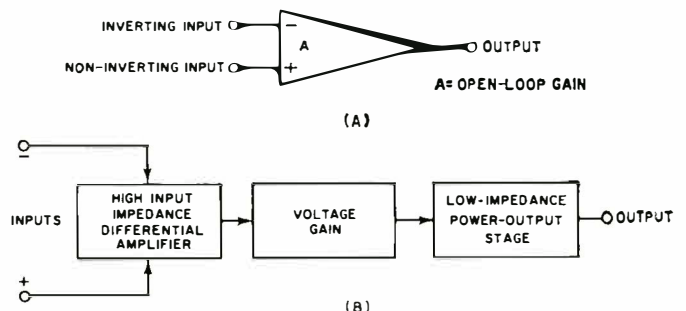 INVERTING INPUT
−
A
OUTPUT
NON-INVERTING INPUT
+
A= OPEN-LOOP GAIN
(A)
−
INPUTS
HIGH INPUT
IMPEDANCE
DIFFERENTIAL
AMPLIFIER
VOLTAGE
GAIN
LOW-IMPEDANCE
POWER-OUTPUT
STAGE
OUTPUT
+
(B)